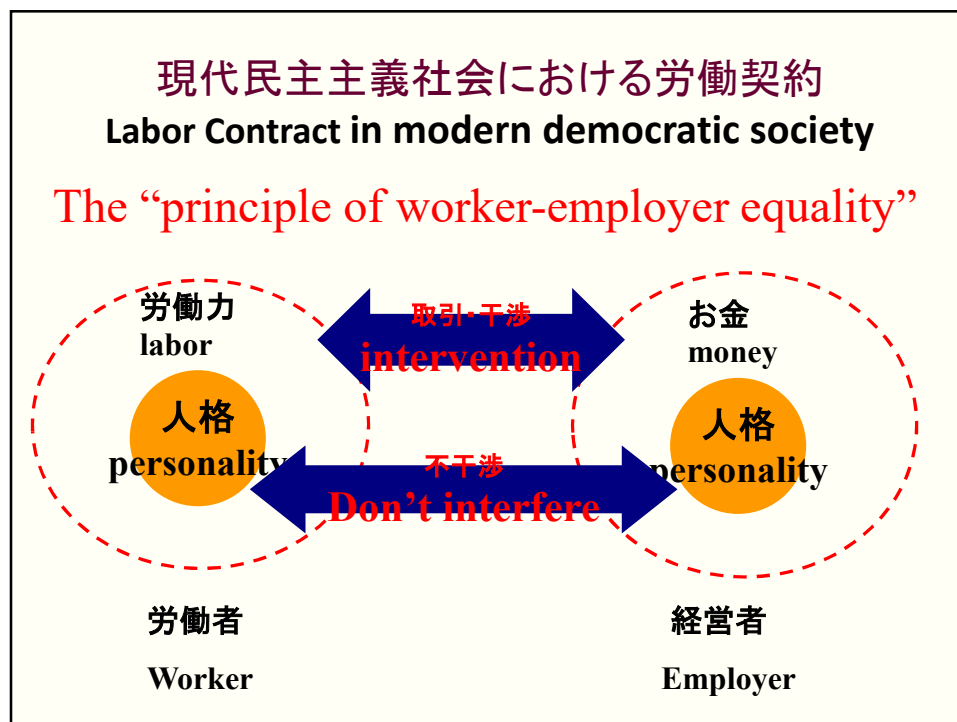 現代民主主義社会における労働契約
Labor Contract in modern democratic society
The “principle of worker-employer equality”
労働力
labor
取引・干渉
intervention
お金
money
人格
personality
人格
personality
不干渉
Don’t interfere
労働者
Worker
経営者
Employer